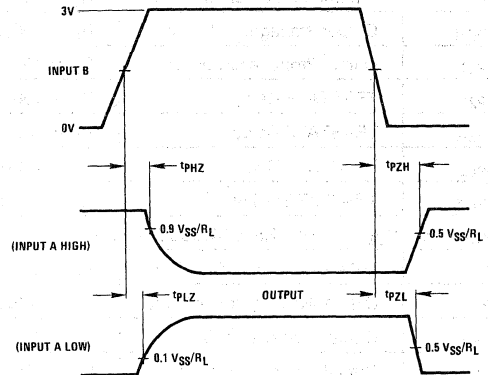 3V
INPUT B
0V
tPHZ
tPZH
0.9 VSS/RL
0.5 VSS/RL
(INPUT A HIGH)
tPLZ
OUTPUT
tPZL
(INPUT A LOW)
0.1 VSS/RL
0.5 VSS/RL